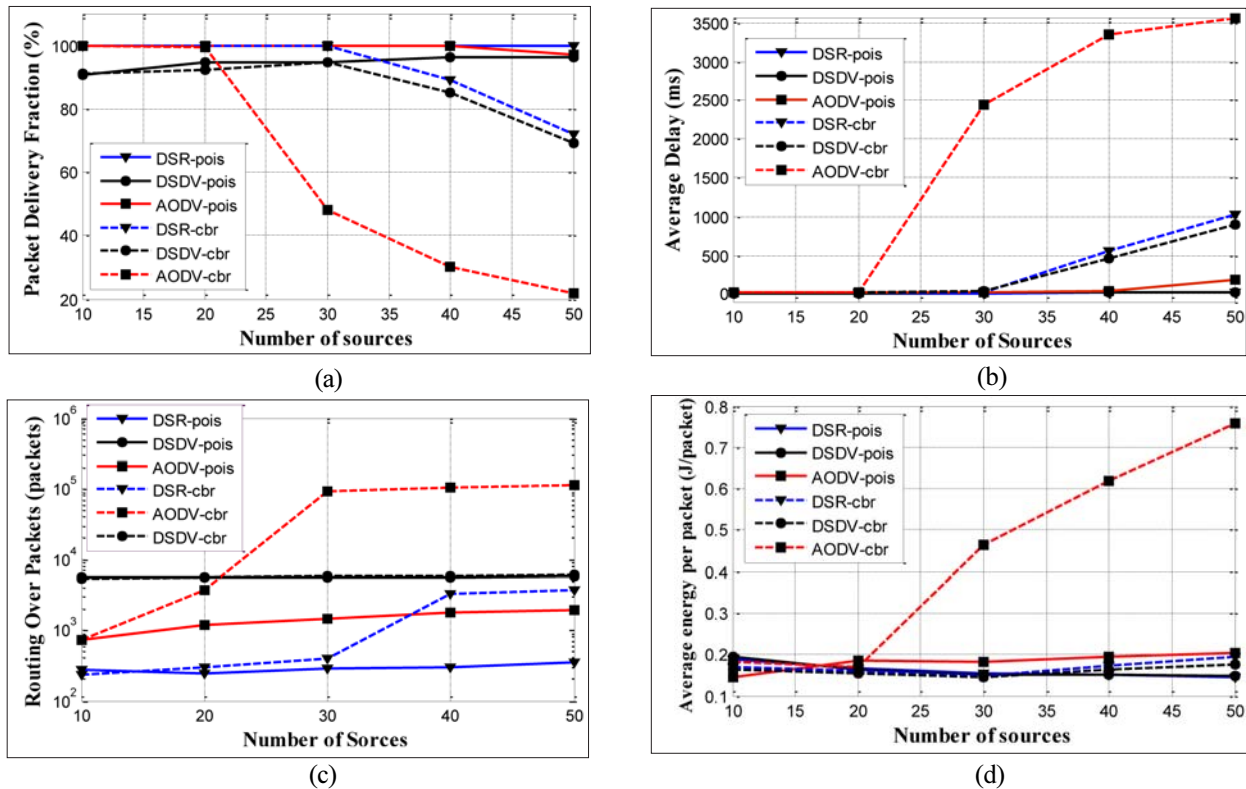 Packet Delivery Fraction (%)
100
80
60
40
20
DSR-pois
DSDV-pois
AODV-pois
DSR-cbr
DSDV-cbr
AODV-cbr
10 15 20 25 30 35 40 45 50
Number of sources
(a)
Average Delay (ms)
3500
3000
2500
2000
1500
1000
500
0
DSR-pois
DSDV-pois
AODV-pois
DSR-cbr
DSDV-cbr
AODV-cbr
10 15 20 25 30 35 40 45 50
Number of Sources
(b)
Routing Over Packets (packets)
10^6
10^5
10^4
10^3
10^2
DSR-pois
DSDV-pois
AODV-pois
DSR-cbr
AODV-cbr
DSDV-cbr
10 20 30 40 50
Number of Sorces
(c)
Average energy per packet (J/packet)
0.8
0.7
0.6
0.5
0.4
0.3
0.2
0.1
DSR-pois
DSDV-pois
AODV-pois
DSR-cbr
DSDV-cbr
AODV-cbr
10 15 20 25 30 35 40 45 50
Number of sources
(d)